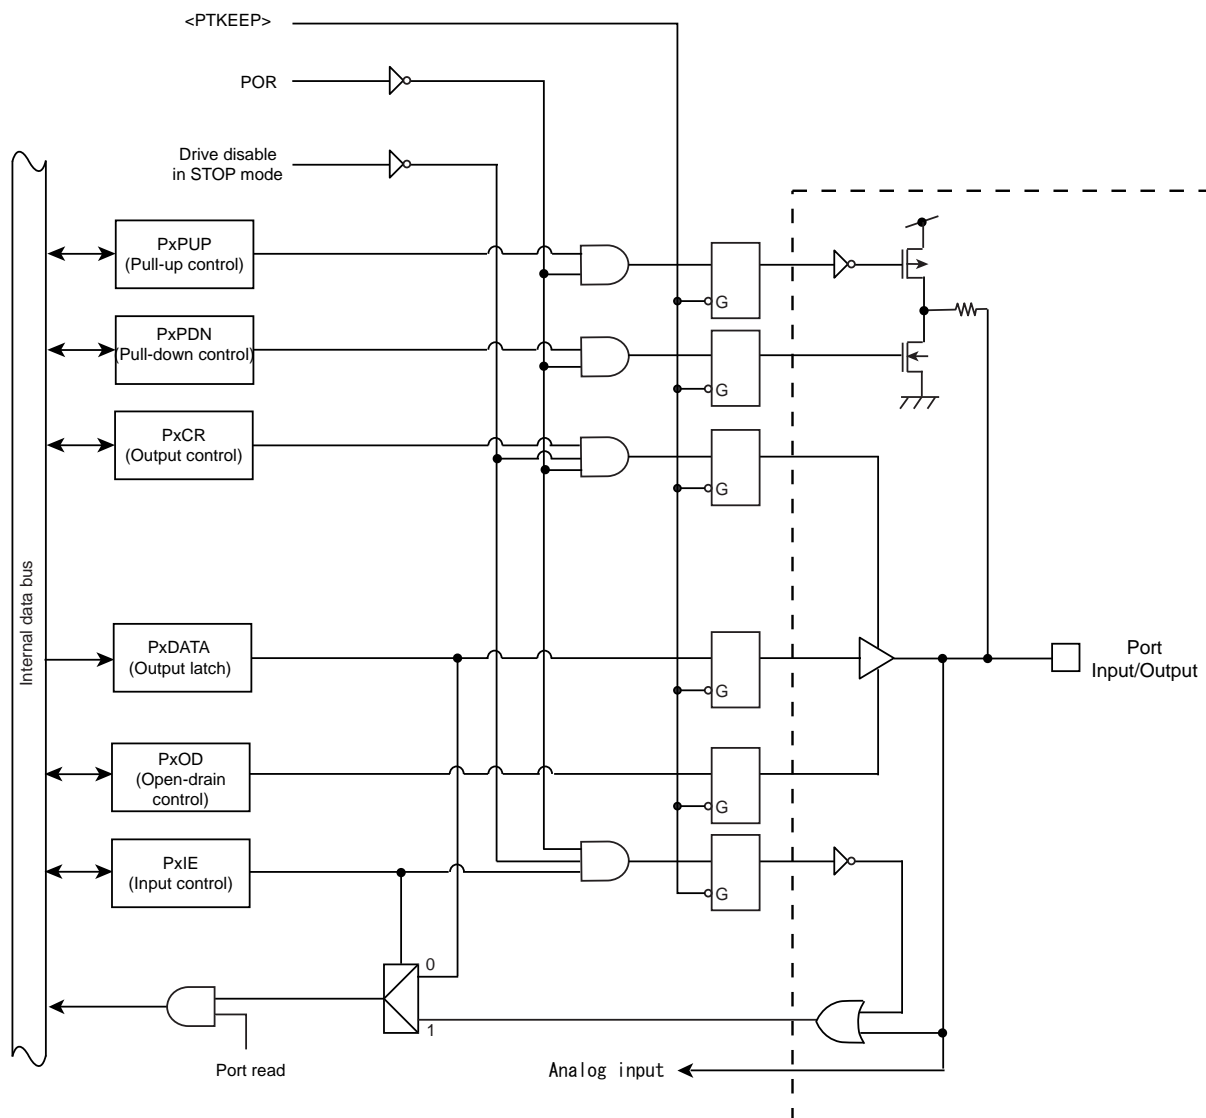 <PTKEEP>
POR
Drive disable
in STOP mode
PxPUP
(Pull-up control)
G
PxPDN
(Pull-down control)
G
PxCR
(Output control)
G
Internal data bus
PxDATA
(Output latch)
G
Port
Input/Output
PxOD
(Open-drain
control)
G
PxIE
(Input control)
G
0
1
Port read
Analog input